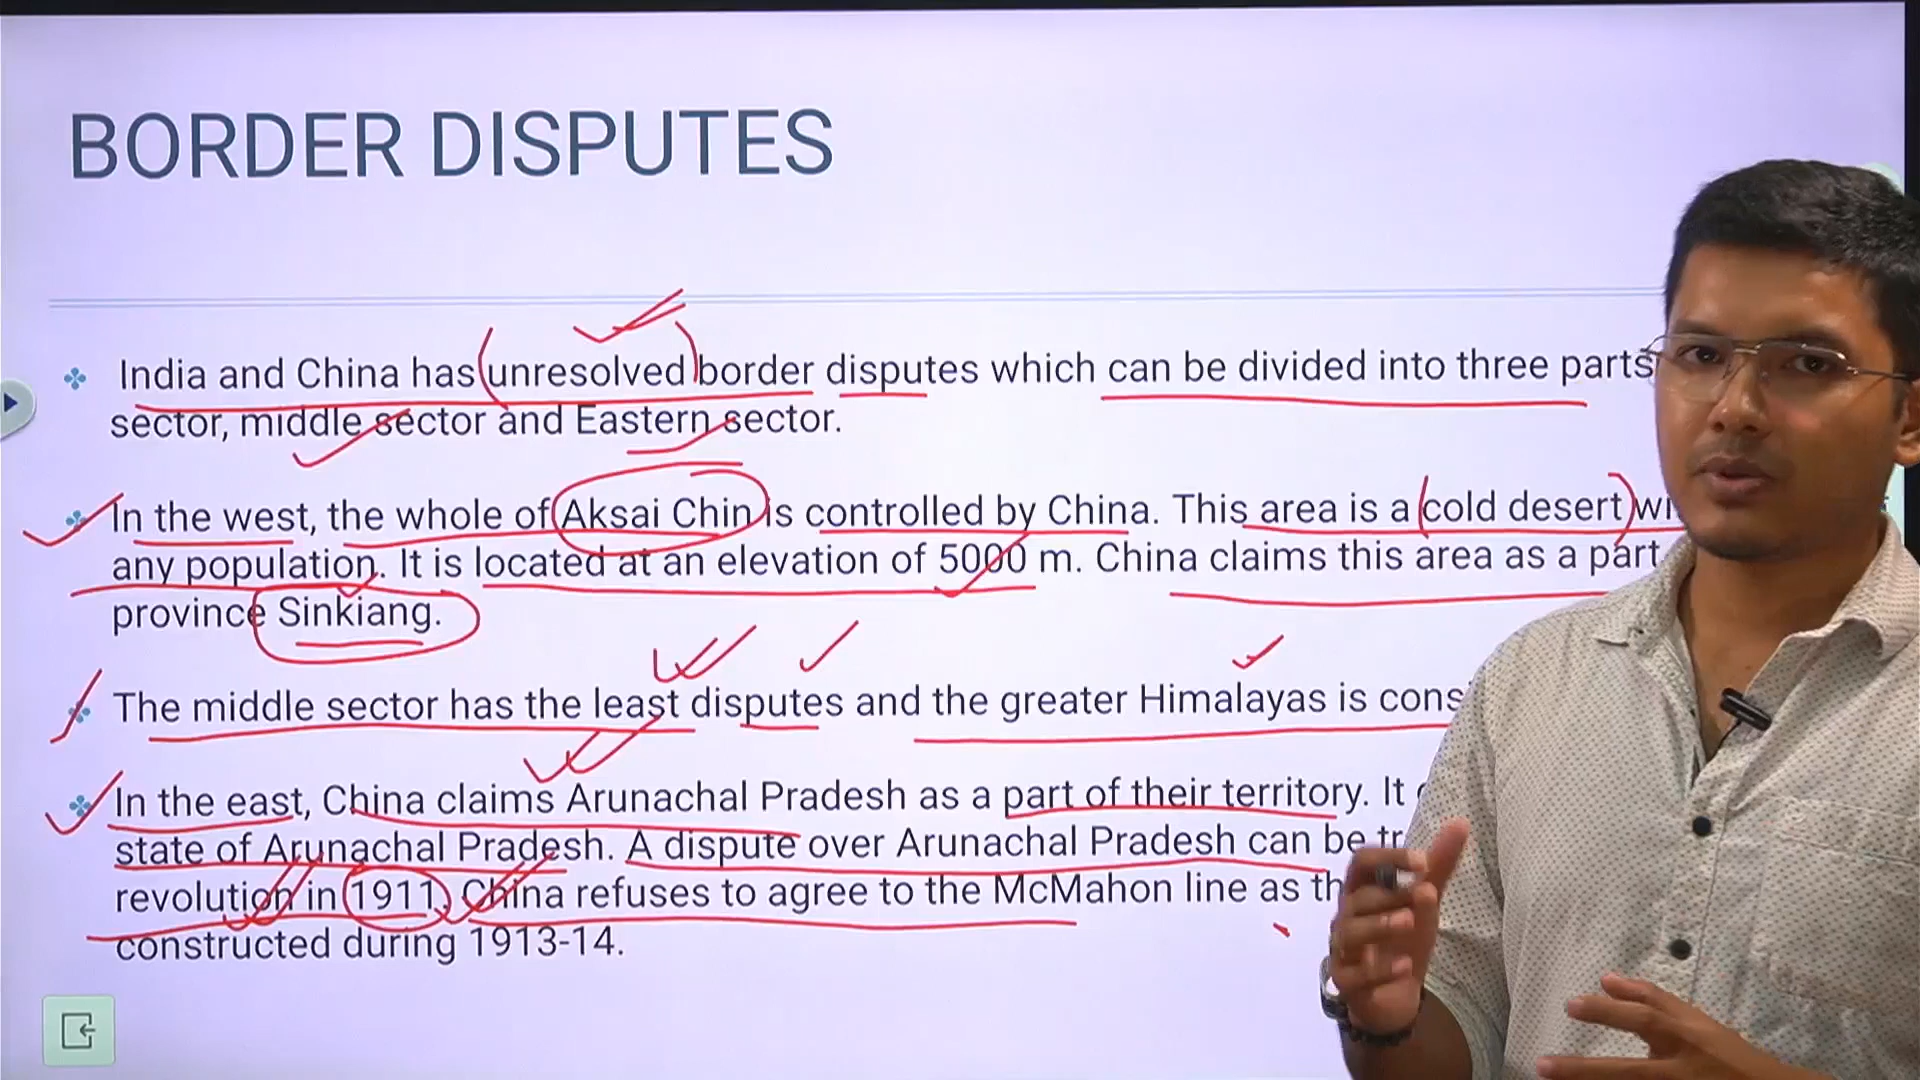 BORDER DISPUTES
India and China has unresolved border disputes which can be divided into three parts
sector, middle sector and Eastern sector.
In the west, the whole of Aksai Chin is controlled by China. This area is a cold desert
any population. It is located at an elevation of 5000 m. China claims this area as a part
province Sinkiang.
The middle sector has the least disputes and the greater Himalayas is
In the east, China claims Arunachal Pradesh as a part of their territory. It
state of Arunachal Pradesh. A dispute over Arunachal Pradesh can be
revolution in 1911. China refuses to agree to the McMahon line as
constructed during 1913-14.